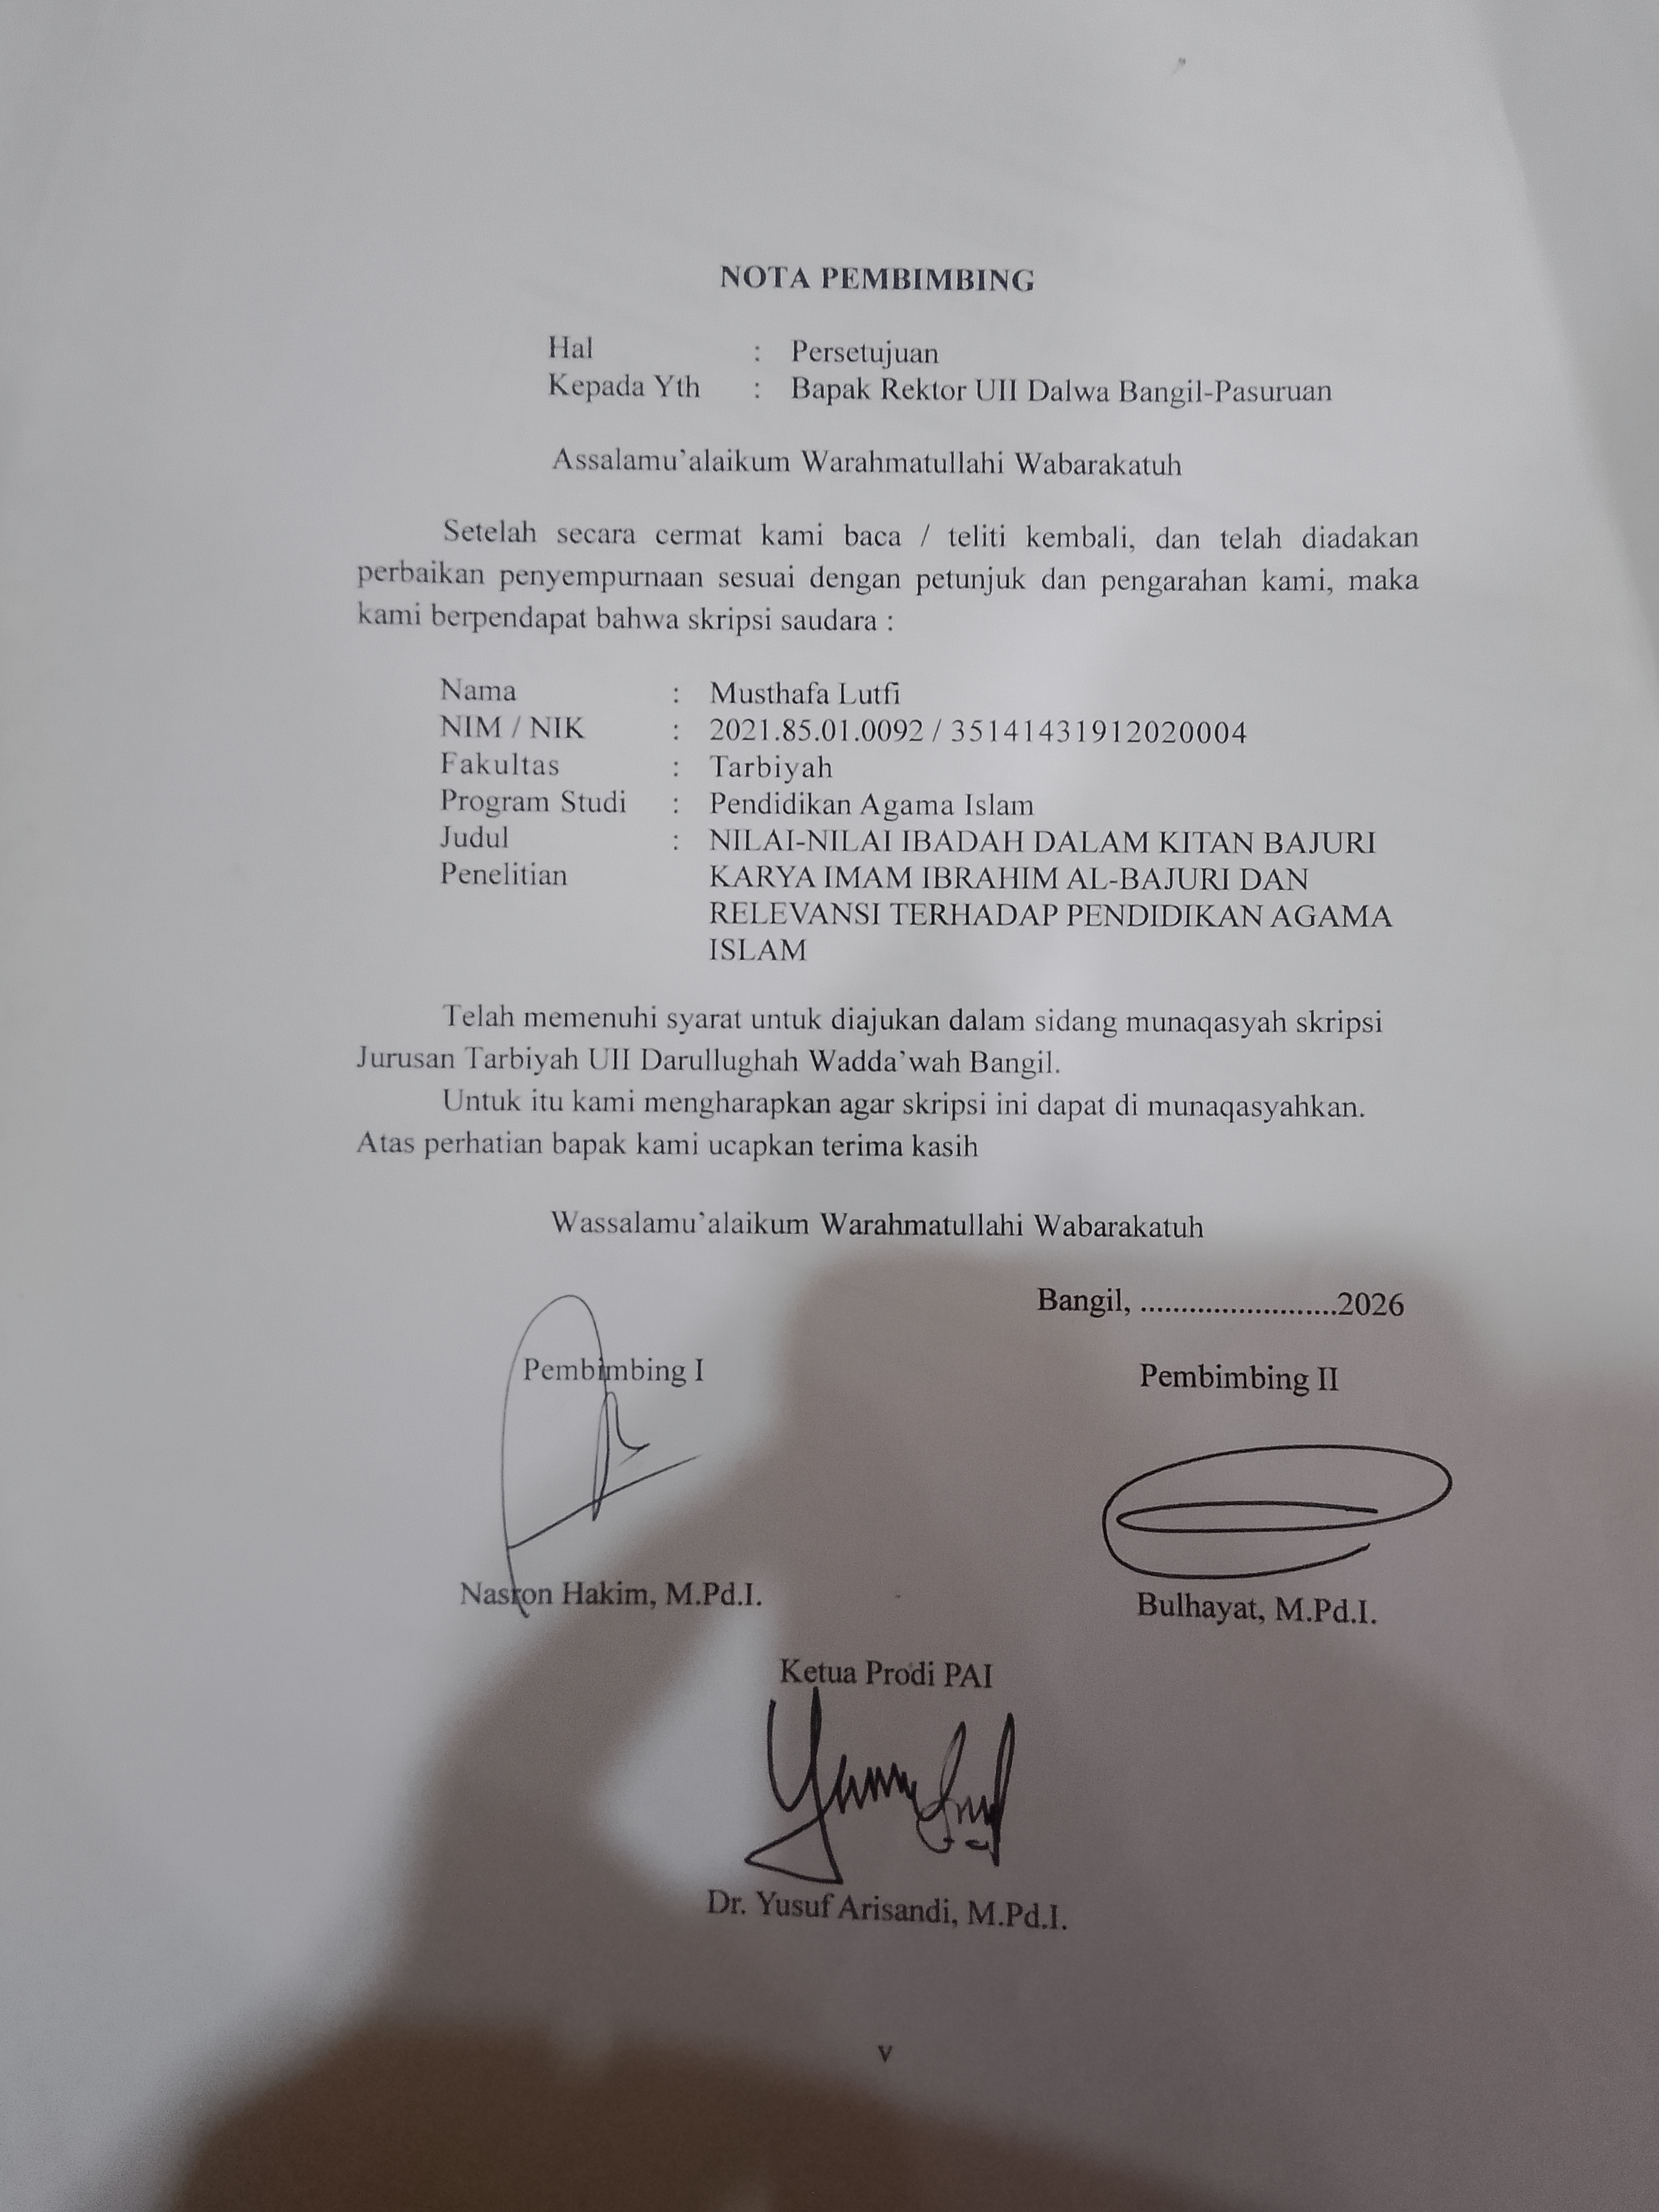 NOTA PEMBIMBING
Hal : Persetujuan
Kepada Yth : Bapak Rektor UII Dalwa Bangil-Pasuruan
Assalamu’alaikum Warahmatullahi Wabarakatuh
Setelah secara cermat kami baca / teliti kembali, dan telah diadakan
perbaikan penyempurnaan sesuai dengan petunjuk dan pengarahan kami, maka
kami berpendapat bahwa skripsi saudara :
Nama : Musthafa Lutfi
NIM / NIK : 2021.85.01.0092 / 35141431912020004
Fakultas : Tarbiyah
Program Studi : Pendidikan Agama Islam
Judul : NILAI-NILAI IBADAH DALAM KITAN BAJURI
Penelitian KARYA IMAM IBRAHIM AL-BAJURI DAN
RELEVANSI TERHADAP PENDIDIKAN AGAMA
ISLAM
Telah memenuhi syarat untuk diajukan dalam sidang munaqasyah skripsi
Jurusan Tarbiyah UII Darullughah Wadda’wah Bangil.
Untuk itu kami mengharapkan agar skripsi ini dapat di munaqasyahkan.
Atas perhatian bapak kami ucapkan terima kasih
Wassalamu’alaikum Warahmatullahi Wabarakatuh
Bangil, ........................2026
Pembimbing I Pembimbing II
Nasron Hakim, M.Pd.I. Bulhayat, M.Pd.I.
Ketua Prodi PAI
Dr. Yusuf Arisandi, M.Pd.I.
v